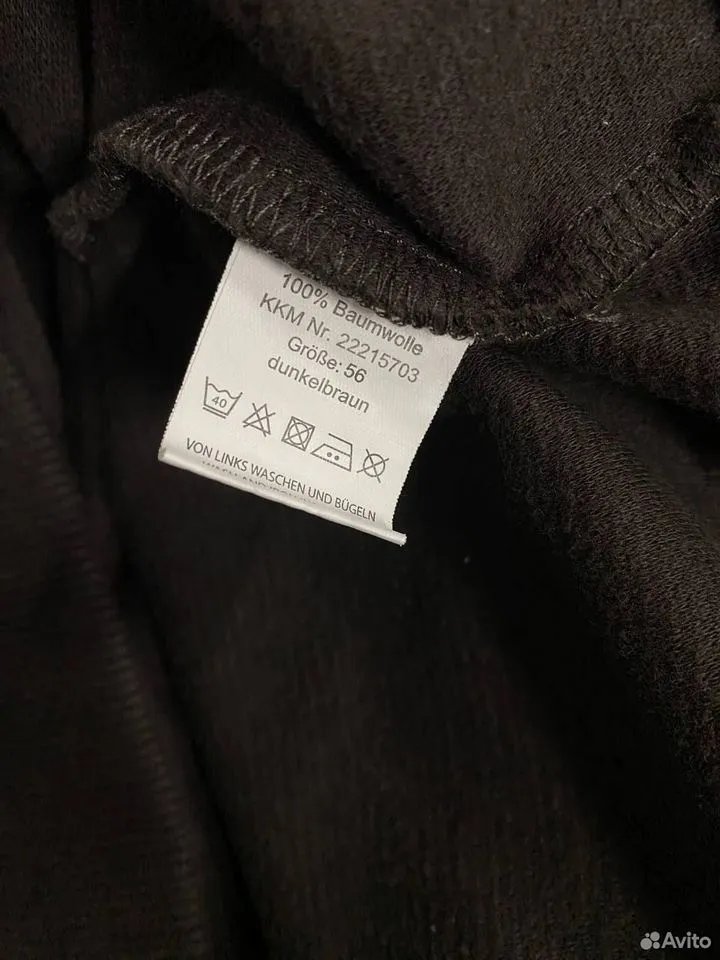 100% Baumwolle
KKM Nr. 22215703
Größe: 56
dunkelbraun
40
VON LINKS WASCHEN UND BÜGELN
Avito